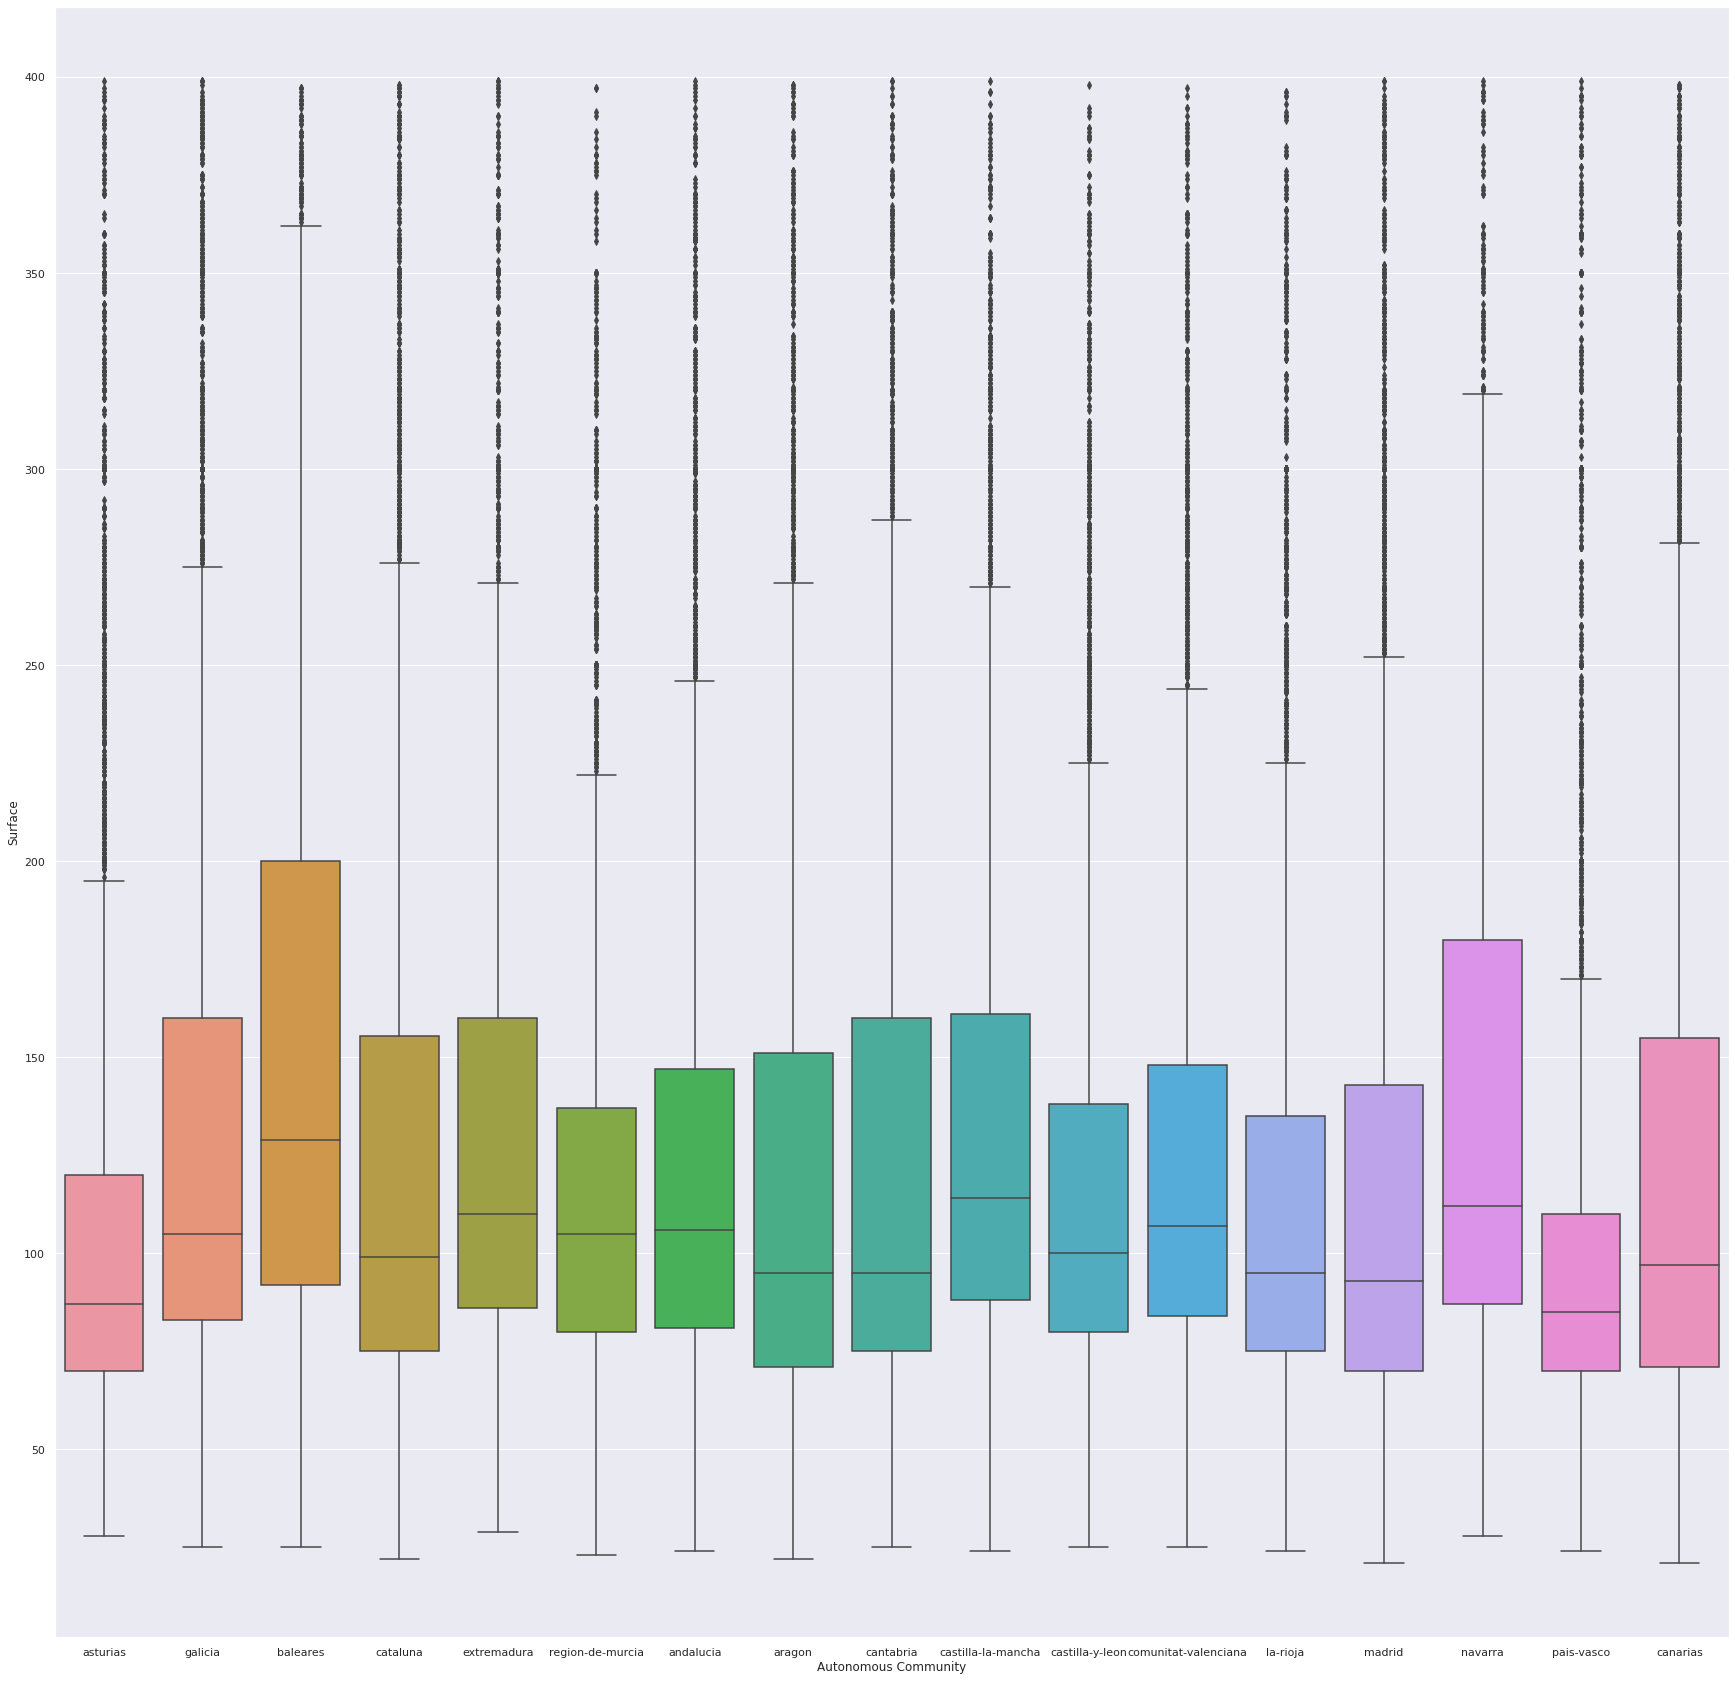 400
350
300
250
200
150
100
50
Surface
asturias galicia baleares cataluna extremadura region-de-murcia andalucia aragon cantabria castilla-la-mancha castilla-y-leon comunitat-valenciana la-rioja madrid navarra pais-vasco canarias
Autonomous Community